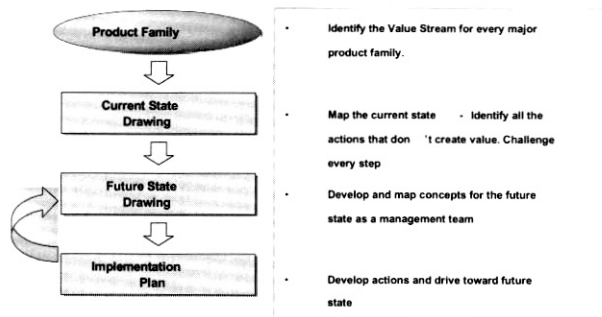 Product Family
Current State
Drawing
Future State
Drawing
Implementation
Plan
· Identify the Value Stream for every major
product family.
· Map the current state - Identify all the
actions that don 't create value. Challenge
every step
· Develop and map concepts for the future
state as a management team
· Develop actions and drive toward future
state